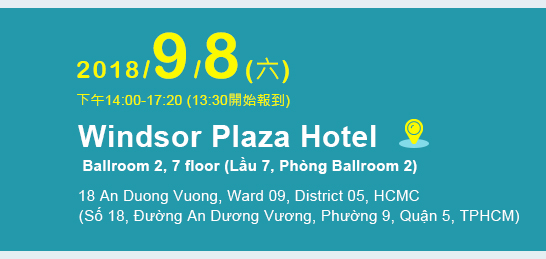 2018/9/8(六)
下午14:00-17:20 (13:30開始報到)
Windsor Plaza Hotel
Ballroom 2, 7 floor (Lầu 7, Phòng Ballroom 2)
18 An Duong Vuong, Ward 09, District 05, HCMC
(Số 18, Đường An Dương Vương, Phường 9, Quận 5, TPHCM)